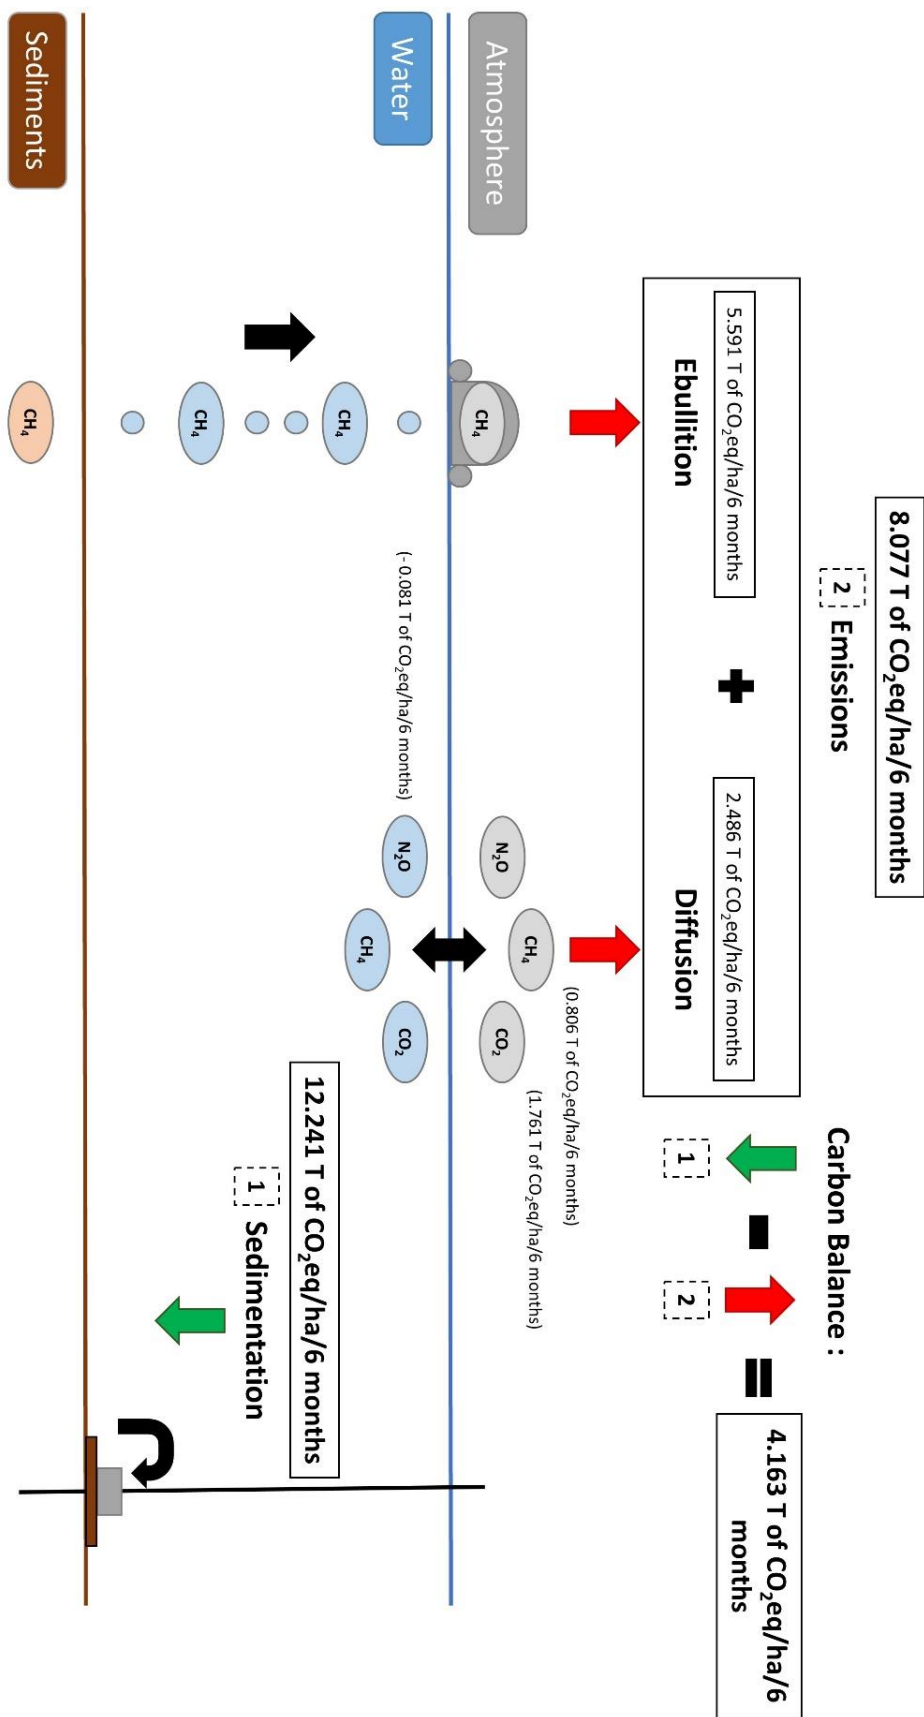 8.077 T of CO₂eq/ha/6 months
2 Emissions
Carbon Balance :
5.591 T of CO₂eq/ha/6 months
Ebullition
2.486 T of CO₂eq/ha/6 months
Diffusion
1
2
4.163 T of CO₂eq/ha/6
months
(0.806 T of CO₂eq/ha/6 months)
(1.761 T of CO₂eq/ha/6 months)
Atmosphere
CH₄
N₂O
CH₄
CO₂
Water
(- 0.081 T of CO₂eq/ha/6 months)
N₂O
CH₄
CO₂
CH₄
CH₄
12.241 T of CO₂eq/ha/6 months
1 Sedimentation
Sediments
CH₄